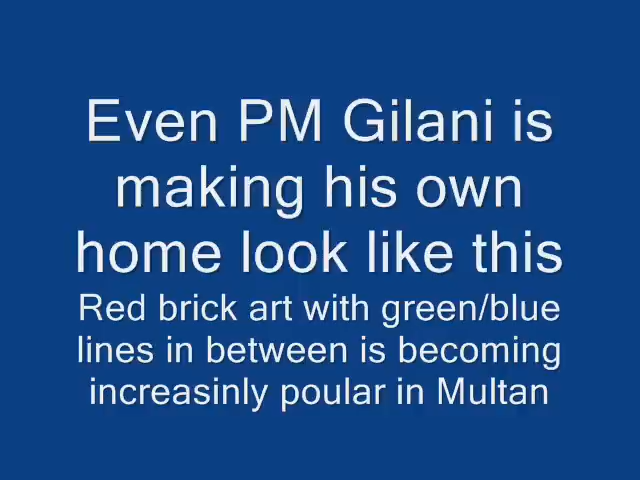 Even PM Gilani is
making his own
home look like this
Red brick art with green/blue
lines in between is becoming
increasinly poular in Multan